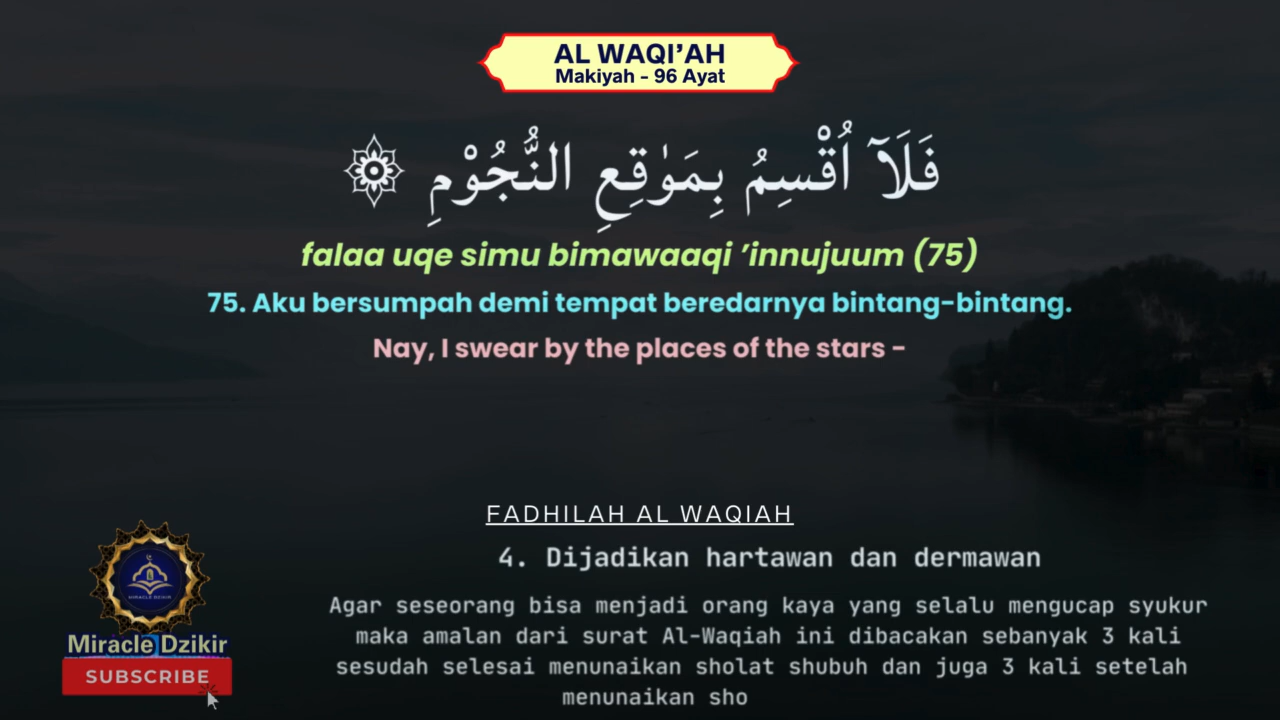 AL WAQI’AH
Makiyah - 96 Ayat
فَلَآ اُقْسِمُ بِمَوٰقِعِ النُّجُوْمِ ۞
falaa uqe simu bimawaaqi ’innujuum (75)
75. Aku bersumpah demi tempat beredarnya bintang-bintang.
Nay, I swear by the places of the stars -
FADHILAH AL WAQIAH
4. Dijadikan hartawan dan dermawan
Agar seseorang bisa menjadi orang kaya yang selalu mengucap syukur
maka amalan dari surat Al-Waqiah ini dibacakan sebanyak 3 kali
sesudah selesai menunaikan sholat shubuh dan juga 3 kali setelah
menunaikan sho
MIRACLE DZIKIR
Miracle Dzikir
SUBSCRIBE